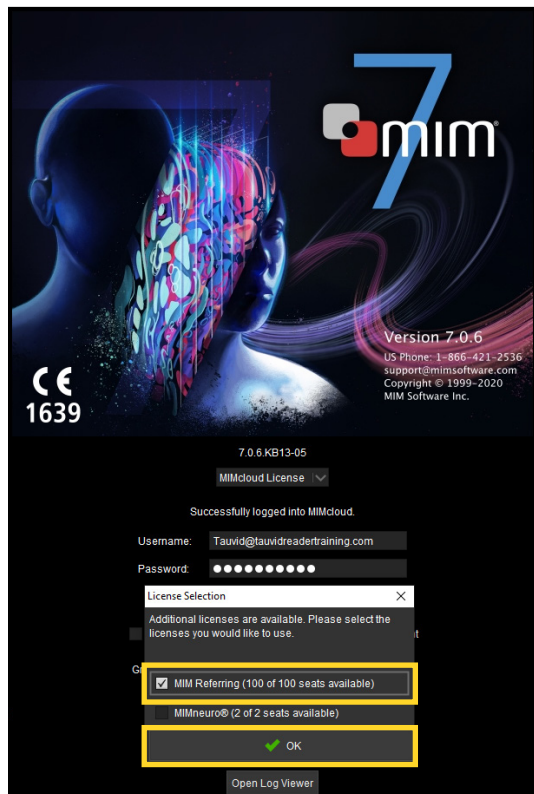 7
mim®
Version 7.0.6
US Phone: 1-866-421-2536
support@mimsoftware.com
Copyright © 1999-2020
MIM Software Inc.
CE
1639
7.0.6.KB13-05
MIMcloud License
Successfully logged into MIMcloud.
Username: Tauvid@tauvidreadertraining.com
Password: ●●●●●●●●●●
License Selection
Additional licenses are available. Please select the
licenses you would like to use.
MIM Referring (100 of 100 seats available)
MIMneuro® (2 of 2 seats available)
OK
Open Log Viewer